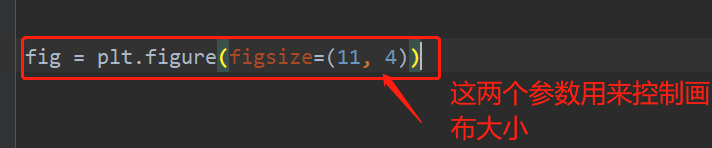 fig = plt.figure(figsize=(11, 4))
这两个参数用来控制画
布大小